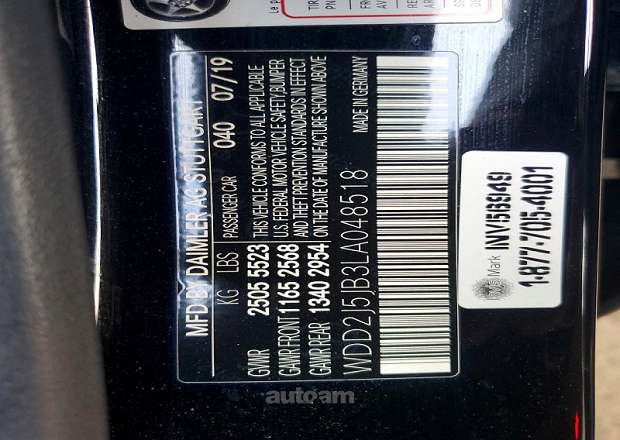 MFD BY DAIMLER AG STUTTGART
KG LBS PASSENGER CAR 040 07/19
GVWR 2505 5523 THIS VEHICLE CONFORMS TO ALL APPLICABLE
GAWR FRONT 1165 2568 U.S. FEDERAL MOTOR VEHICLE SAFETY,BUMPER
AND THEFT PREVENTION STANDARDS IN EFFECT
GAWR REAR 1340 2954 ON THE DATE OF MANUFACTURE SHOWN ABOVE
WDD2J5JB3LA048518 MADE IN GERMANY
Mark
INV5B949
1-877-705-4001
autoam